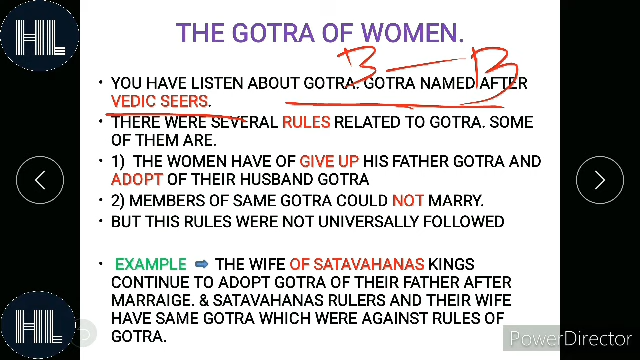 HL
HL
THE GOTRA OF WOMEN.
B B
• YOU HAVE LISTEN ABOUT GOTRA. GOTRA NAMED AFTER
VEDIC SEERS.
• THERE WERE SEVERAL RULES RELATED TO GOTRA. SOME
OF THEM ARE.
• 1) THE WOMEN HAVE OF GIVE UP HIS FATHER GOTRA AND
ADOPT OF THEIR HUSBAND GOTRA
• 2) MEMBERS OF SAME GOTRA COULD NOT MARRY.
• BUT THIS RULES WERE NOT UNIVERSALLY FOLLOWED
• EXAMPLE ➡ THE WIFE OF SATAVAHANAS KINGS
CONTINUE TO ADOPT GOTRA OF THEIR FATHER AFTER
MARRAIGE. & SATAVAHANAS RULERS AND THEIR WIFE
HAVE SAME GOTRA WHICH WERE AGAINST RULES OF
GOTRA.
HL
HL
PowerDirector